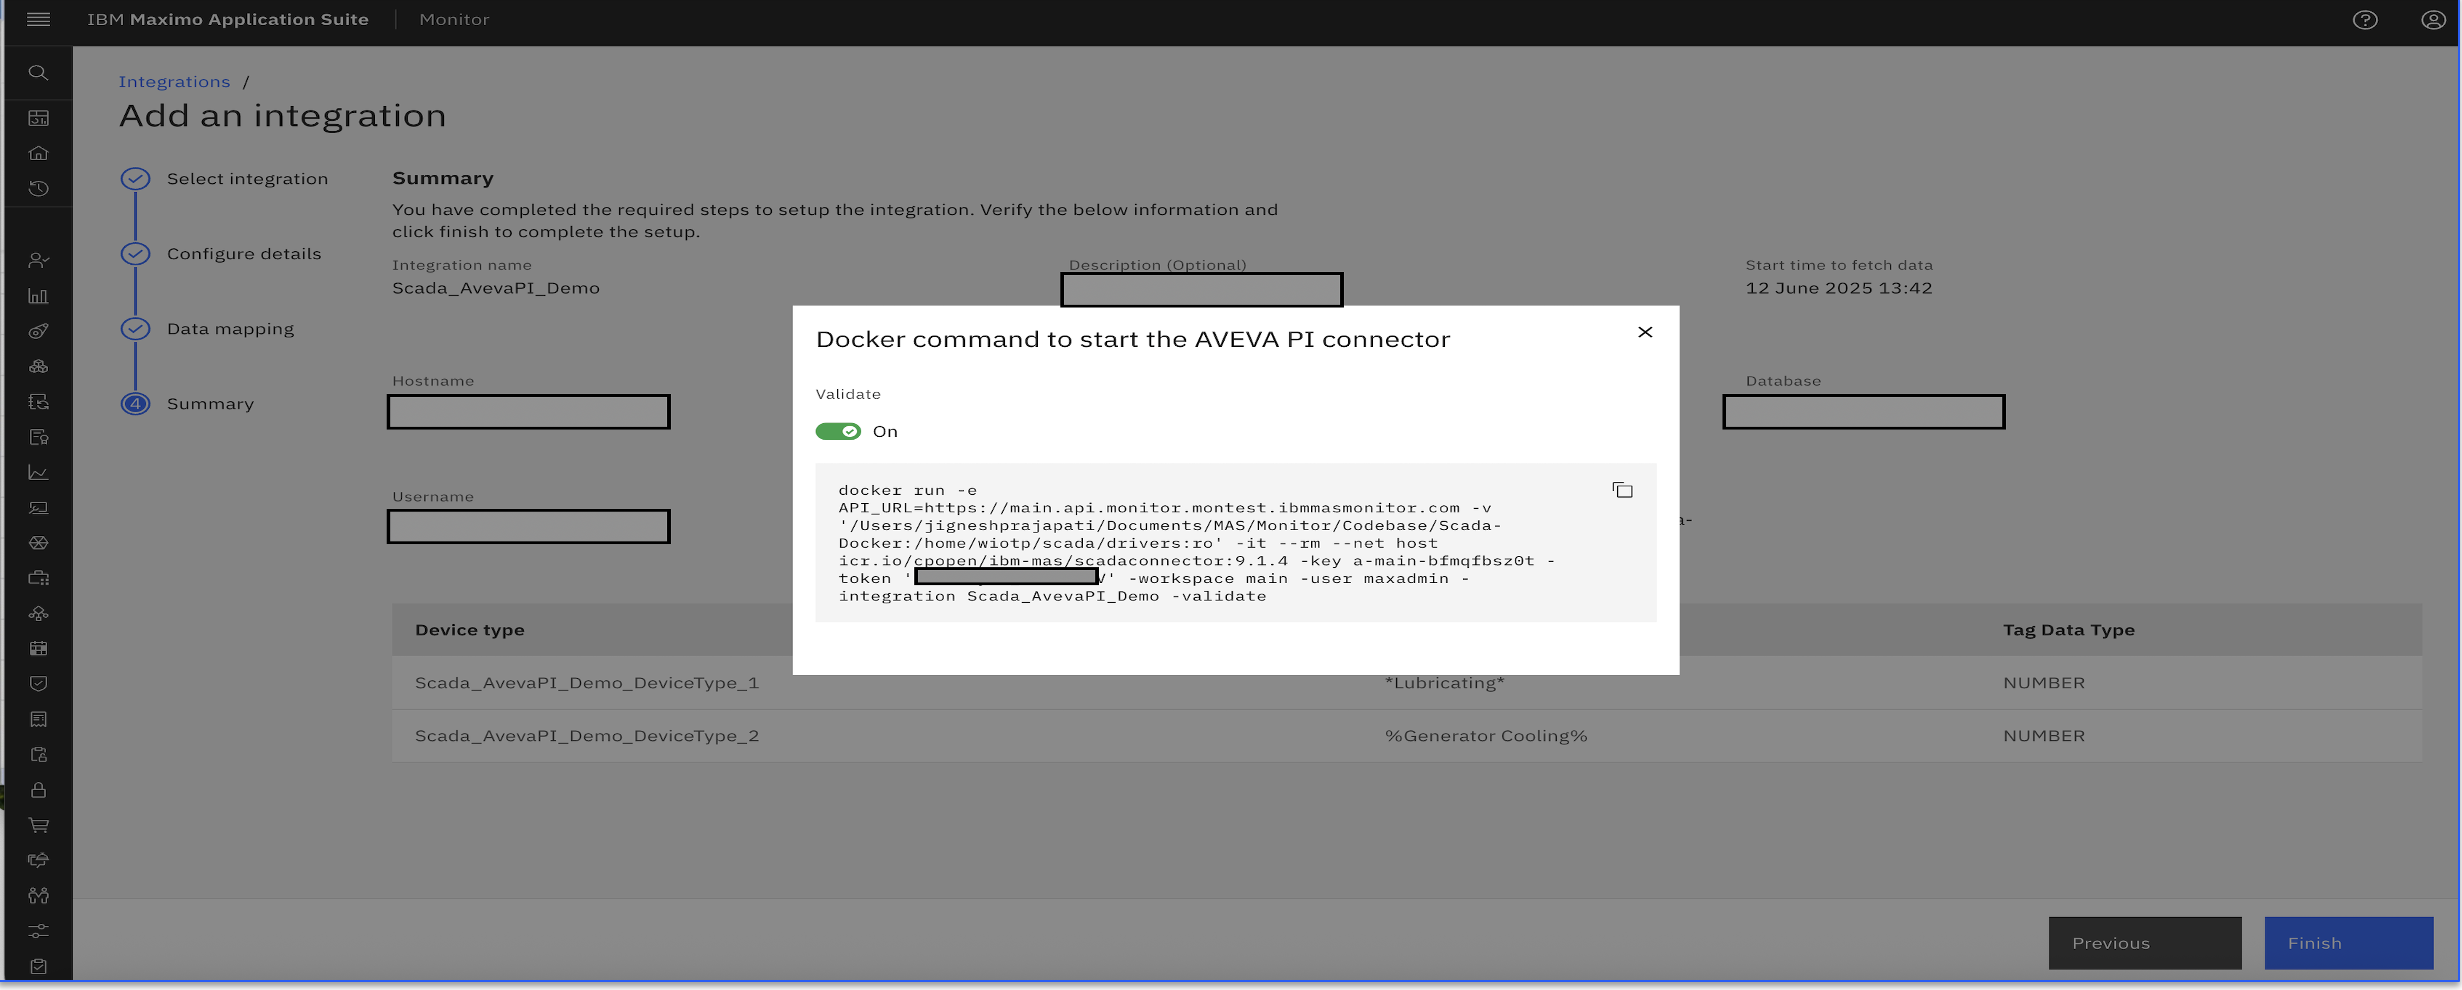 IBM Maximo Application Suite
Monitor
Integrations /
Add an integration
Select integration
Configure details
Data mapping
4 Summary
Summary
You have completed the required steps to setup the integration. Verify the below information and
click finish to complete the setup.
Integration name
Scada_AvevaPI_Demo
Description (Optional)
Start time to fetch data
12 June 2025 13:42
Hostname
Database
Username
a-
Docker command to start the AVEVA PI connector
Validate
On
docker run -e
API_URL=https://main.api.monitor.montest.ibmmasmonitor.com -v
'/Users/jigneshprajapati/Documents/MAS/Monitor/Codebase/Scada-
Docker:/home/wiotp/scada/drivers:ro' -it --rm --net host
icr.io/cpopen/ibm-mas/scadaconnector:9.1.4 -key a-main-bfmqfbsz0t -
token ' ' -workspace main -user maxadmin -
integration Scada_AvevaPI_Demo -validate
Device type
Tag Data Type
Scada_AvevaPI_Demo_DeviceType_1 *Lubricating* NUMBER
Scada_AvevaPI_Demo_DeviceType_2 %Generator Cooling% NUMBER
Previous
Finish